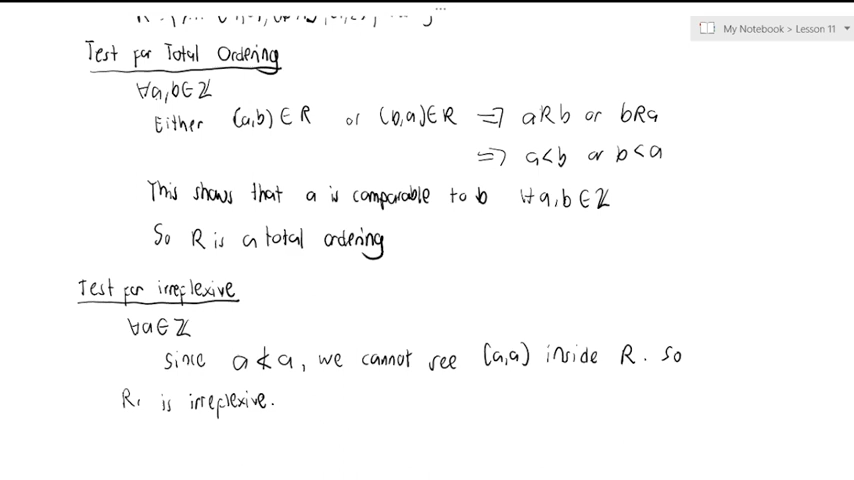 My Notebook > Lesson 11
Test for Total Ordering
∀a,b∈ℤ
Either (a,b)∈R or (b,a)∈R ⟹ aRb or bRa
⟹ a<b or b<a
This shows that a is comparable to b ∀a,b∈ℤ
So R is a total ordering
Test for irreflexive
∀a∈ℤ
Since a≮a, we cannot see (a,a) inside R. So
R, is irreflexive.